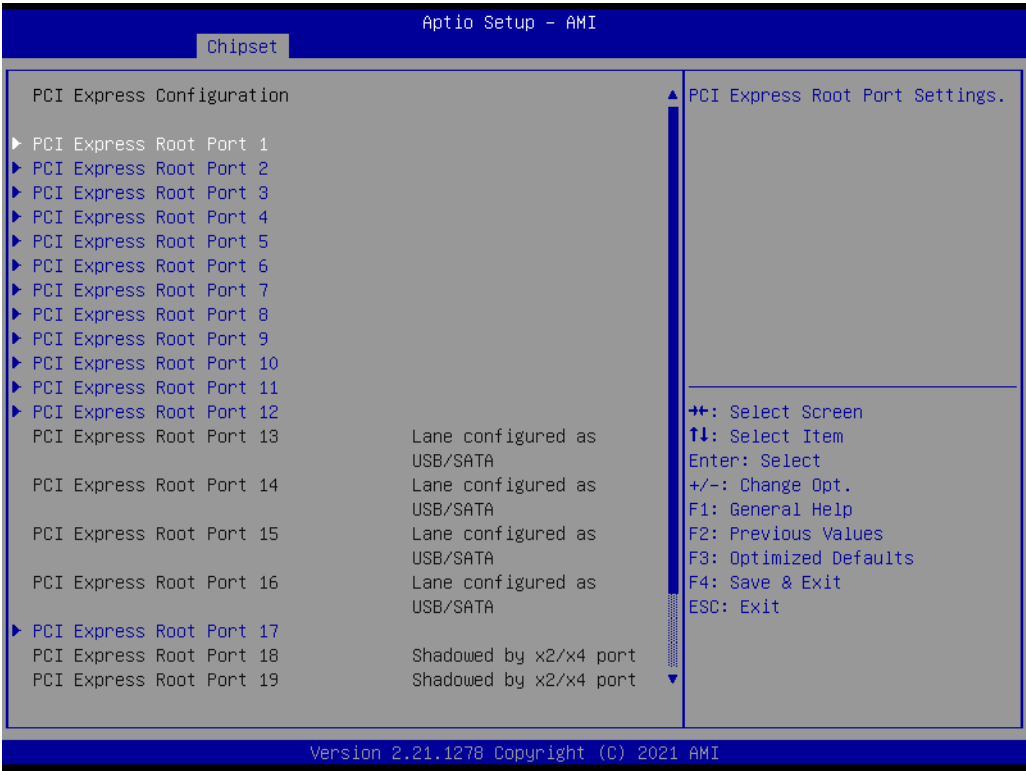 Aptio Setup – AMI
Chipset
PCI Express Configuration
PCI Express Root Port 1
PCI Express Root Port 2
PCI Express Root Port 3
PCI Express Root Port 4
PCI Express Root Port 5
PCI Express Root Port 6
PCI Express Root Port 7
PCI Express Root Port 8
PCI Express Root Port 9
PCI Express Root Port 10
PCI Express Root Port 11
PCI Express Root Port 12
PCI Express Root Port 13 Lane configured as
USB/SATA
PCI Express Root Port 14 Lane configured as
USB/SATA
PCI Express Root Port 15 Lane configured as
USB/SATA
PCI Express Root Port 16 Lane configured as
USB/SATA
PCI Express Root Port 17
PCI Express Root Port 18 Shadowed by x2/x4 port
PCI Express Root Port 19 Shadowed by x2/x4 port
PCI Express Root Port Settings.
→←: Select Screen
↑↓: Select Item
Enter: Select
+/-: Change Opt.
F1: General Help
F2: Previous Values
F3: Optimized Defaults
F4: Save & Exit
ESC: Exit
Version 2.21.1278 Copyright (C) 2021 AMI